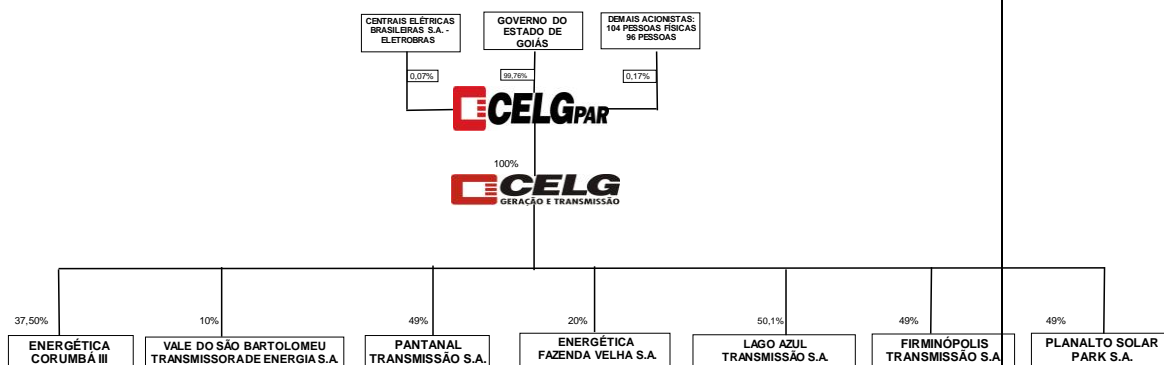 CENTRAIS ELÉTRICAS
BRASILEIRAS S.A. -
ELETROBRAS
GOVERNO DO
ESTADO DE
GOIÁS
DEMAIS ACIONISTAS:
104 PESSOAS FÍSICAS
96 PESSOAS
0,07%
99,76%
0,17%
CELGPAR
100%
CELG
GERAÇÃO E TRANSMISSÃO
37,50%
10%
49%
20%
50,1%
49%
49%
ENERGÉTICA
CORUMBÁ III
VALE DO SÃO BARTOLOMEU
TRANSMISSORA DE ENERGIA S.A.
PANTANAL
TRANSMISSÃO S.A.
ENERGÉTICA
FAZENDA VELHA S.A.
LAGO AZUL
TRANSMISSÃO S.A.
FIRMINÓPOLIS
TRANSMISSÃO S.A
PLANALTO SOLAR
PARK S.A.